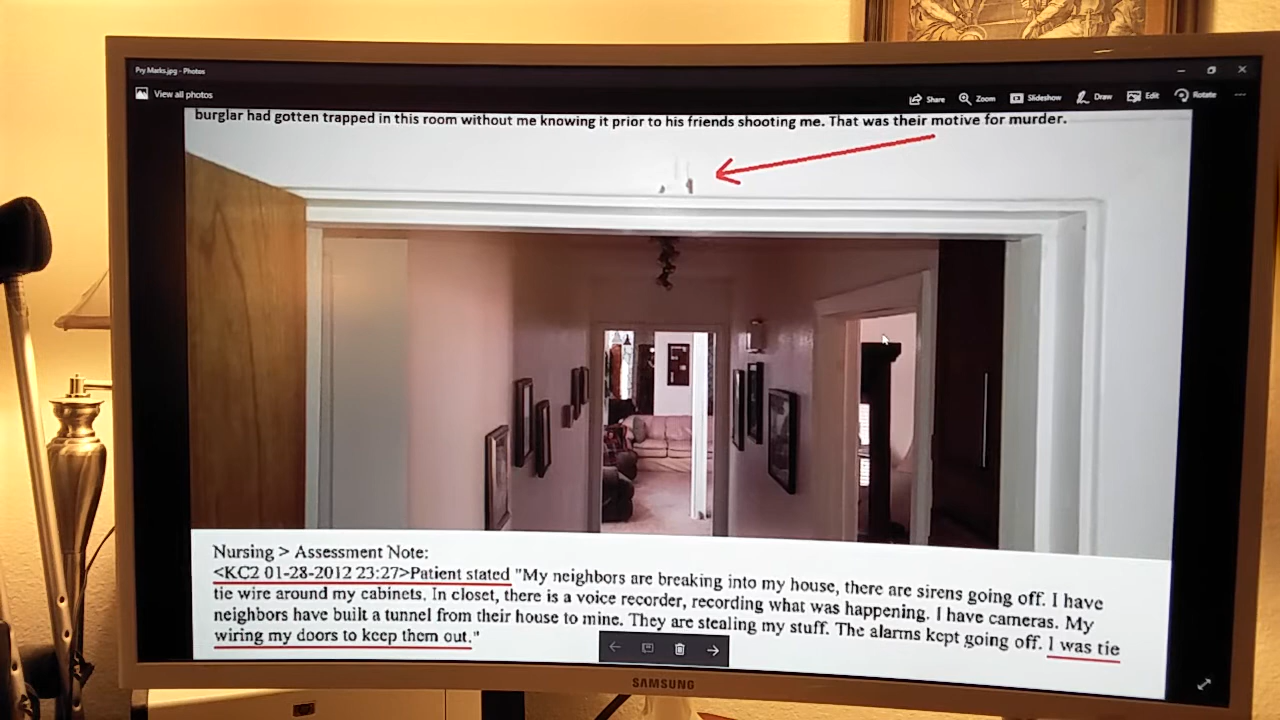 Pry Marks.jpg - Photos
View all photos
Share Zoom Slideshow Draw Edit Rotate
burglar had gotten trapped in this room without me knowing it prior to his friends shooting me. That was their motive for murder.
Nursing > Assessment Note:
<KC2 01-28-2012 23:27>Patient stated "My neighbors are breaking into my house, there are sirens going off. I have
tie wire around my cabinets. In closet, there is a voice recorder, recording what was happening. I have cameras. My
neighbors have built a tunnel from their house to mine. They are stealing my stuff. The alarms kept going off. I was tie
wiring my doors to keep them out."
SAMSUNG
hp